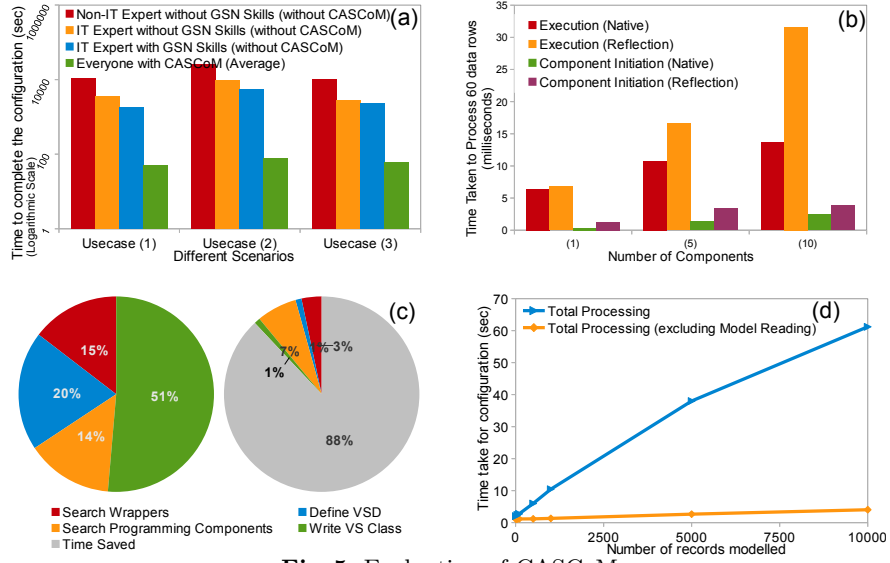 (a)
Non-IT Expert without GSN Skills (without CASCoM)
IT Expert without GSN Skills (without CASCoM)
IT Expert with GSN Skills (without CASCoM)
Everyone with CASCoM (Average)
Time to complete the configuration (sec)
(Logarithmic Scale)
1000000
10000
100
1
Usecase (1)
Usecase (2)
Usecase (3)
Different Scenarios
(b)
Execution (Native)
Execution (Reflection)
Component Initiation (Native)
Component Initiation (Reflection)
Time Taken to Process 60 data rows
(milliseconds)
35
30
25
20
15
10
5
0
(1)
(5)
(10)
Number of Components
(c)
15%
20%
14%
51%
7%
3%
1%
88%
Search Wrappers
Define VSD
Search Programming Components
Write VS Class
Time Saved
(d)
Total Processing
Total Processing (excluding Model Reading)
Time take for configuration (sec)
70
60
50
40
30
20
10
0
0
2500
5000
7500
10000
Number of records modelled